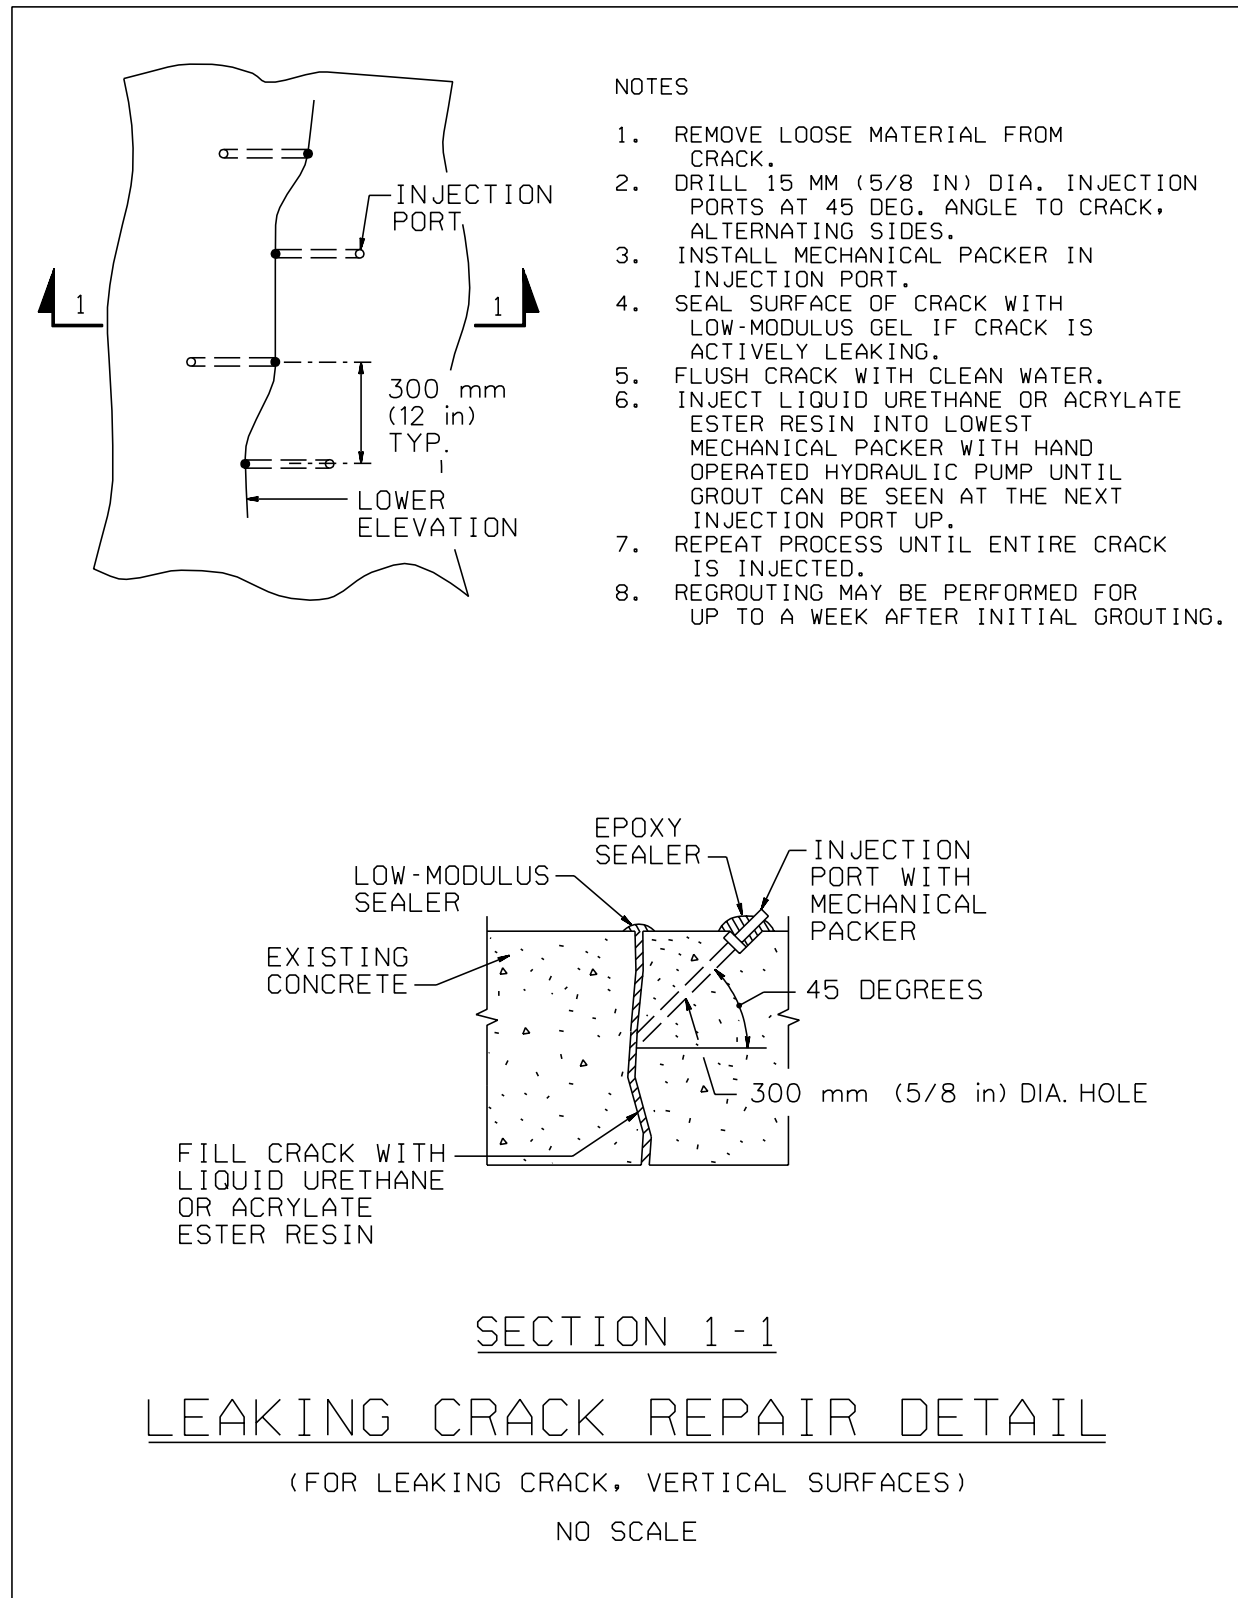 INJECTION
PORT
1
1
300 mm
(12 in)
TYP.
LOWER
ELEVATION
NOTES
1. REMOVE LOOSE MATERIAL FROM
CRACK.
2. DRILL 15 MM (5/8 IN) DIA. INJECTION
PORTS AT 45 DEG. ANGLE TO CRACK,
ALTERNATING SIDES.
3. INSTALL MECHANICAL PACKER IN
INJECTION PORT.
4. SEAL SURFACE OF CRACK WITH
LOW-MODULUS GEL IF CRACK IS
ACTIVELY LEAKING.
5. FLUSH CRACK WITH CLEAN WATER.
6. INJECT LIQUID URETHANE OR ACRYLATE
ESTER RESIN INTO LOWEST
MECHANICAL PACKER WITH HAND
OPERATED HYDRAULIC PUMP UNTIL
GROUT CAN BE SEEN AT THE NEXT
INJECTION PORT UP.
7. REPEAT PROCESS UNTIL ENTIRE CRACK
IS INJECTED.
8. REGROUTING MAY BE PERFORMED FOR
UP TO A WEEK AFTER INITIAL GROUTING.
EPOXY
SEALER
INJECTION
PORT WITH
MECHANICAL
PACKER
LOW-MODULUS
SEALER
EXISTING
CONCRETE
45 DEGREES
300 mm (5/8 in) DIA. HOLE
FILL CRACK WITH
LIQUID URETHANE
OR ACRYLATE
ESTER RESIN
SECTION 1-1
LEAKING CRACK REPAIR DETAIL
(FOR LEAKING CRACK, VERTICAL SURFACES)
NO SCALE